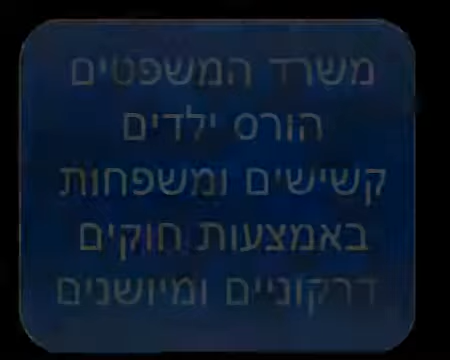 משרד המשפטים
הורס ילדים
קשישים ומשפחות
באמצעות חוקים
דרקוניים ומיושנים